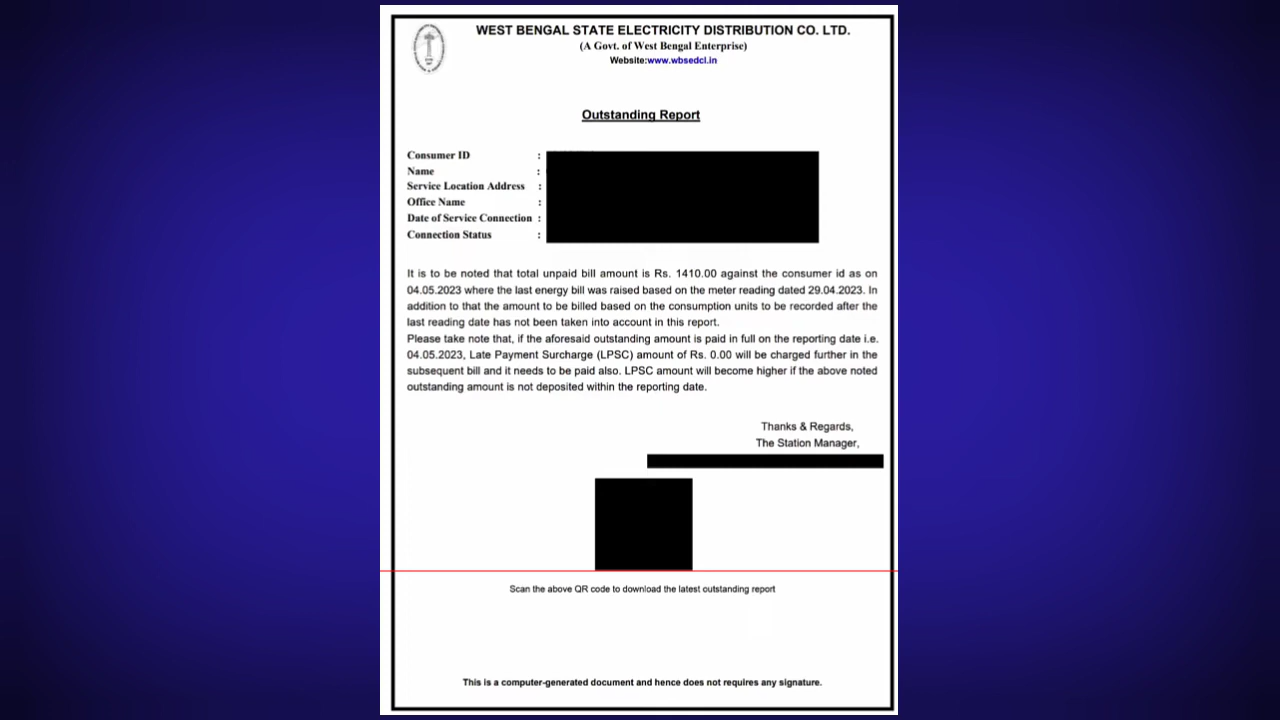 WEST BENGAL STATE ELECTRICITY DISTRIBUTION CO. LTD.
(A Govt. of West Bengal Enterprise)
Website:www.wbsedcl.in
Outstanding Report
Consumer ID :
Name :
Service Location Address :
Office Name :
Date of Service Connection :
Connection Status :
It is to be noted that total unpaid bill amount is Rs. 1410.00 against the consumer id as on
04.05.2023 where the last energy bill was raised based on the meter reading dated 29.04.2023. In
addition to that the amount to be billed based on the consumption units to be recorded after the
last reading date has not been taken into account in this report.
Please take note that, if the aforesaid outstanding amount is paid in full on the reporting date i.e.
04.05.2023, Late Payment Surcharge (LPSC) amount of Rs. 0.00 will be charged further in the
subsequent bill and it needs to be paid also. LPSC amount will become higher if the above noted
outstanding amount is not deposited within the reporting date.
Thanks & Regards,
The Station Manager,
Scan the above QR code to download the latest outstanding report
This is a computer-generated document and hence does not requires any signature.